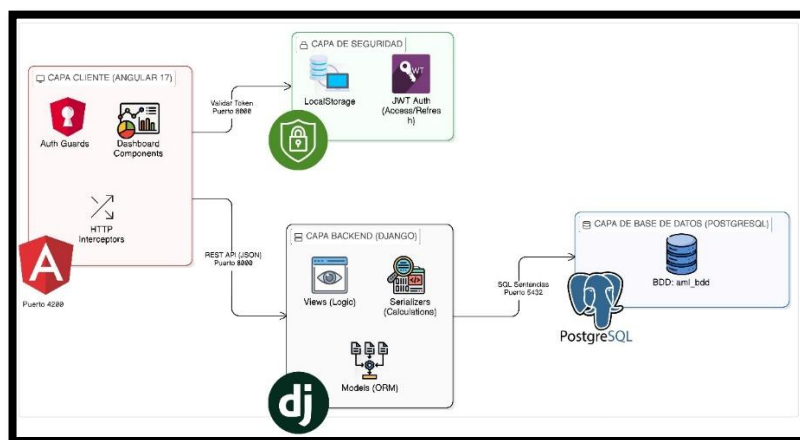 CAPA CLIENTE (ANGULAR 17)
Auth Guards
Dashboard
Components
HTTP
Interceptors
A
Puerto 4200
Validar Token
Puerto 8000
REST API (JSON)
Puerto 8000
CAPA DE SEGURIDAD
LocalStorage
JWT
JWT Auth
(Access/Refres
h)
CAPA BACKEND (DJANGO)
Views (Logic)
Serializers
(Calculations)
Models (ORM)
dj
SQL Sentencias
Puerto 5432
CAPA DE BASE DE DATOS (POSTGRESQL)
BDD: aml_bdd
PostgreSQL